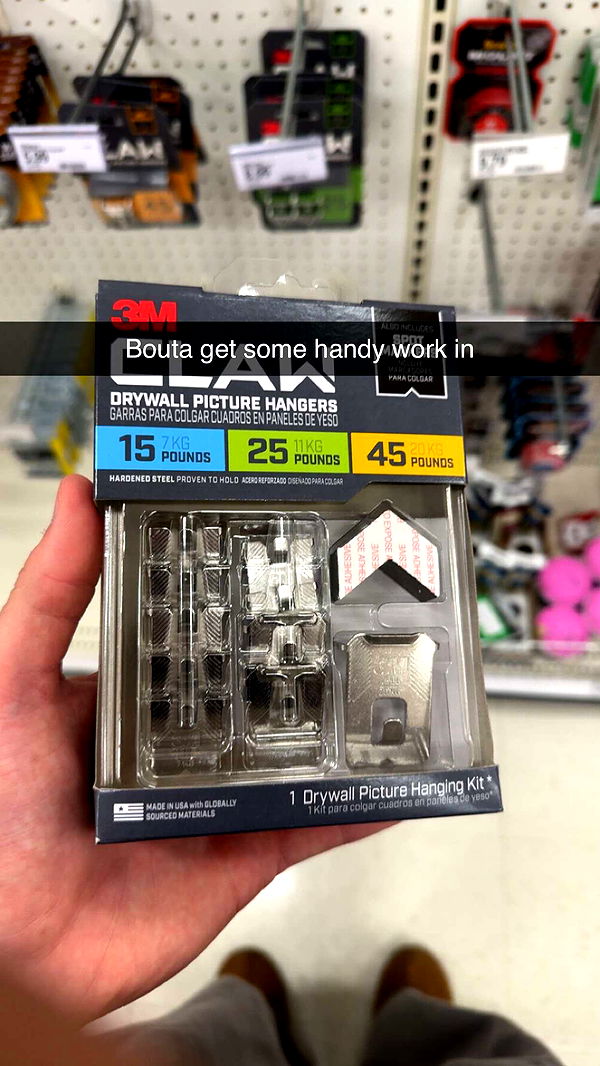 3M
Bouta get some handy work in
CLAW
ALSO INCLUDES
SPOT
PARA COLGAR
DRYWALL PICTURE HANGERS
GARRAS PARA COLGAR CUADROS EN PANELES DE YESO
15 7 KG POUNDS
25 11 KG POUNDS
45 20 KG POUNDS
HARDENED STEEL PROVEN TO HOLD ACERO REFORZADO DISEÑADO PARA COLGAR
MADE IN USA with GLOBALLY
SOURCED MATERIALS
1 Drywall Picture Hanging Kit*
1 Kit para colgar cuadros en paneles de yeso*